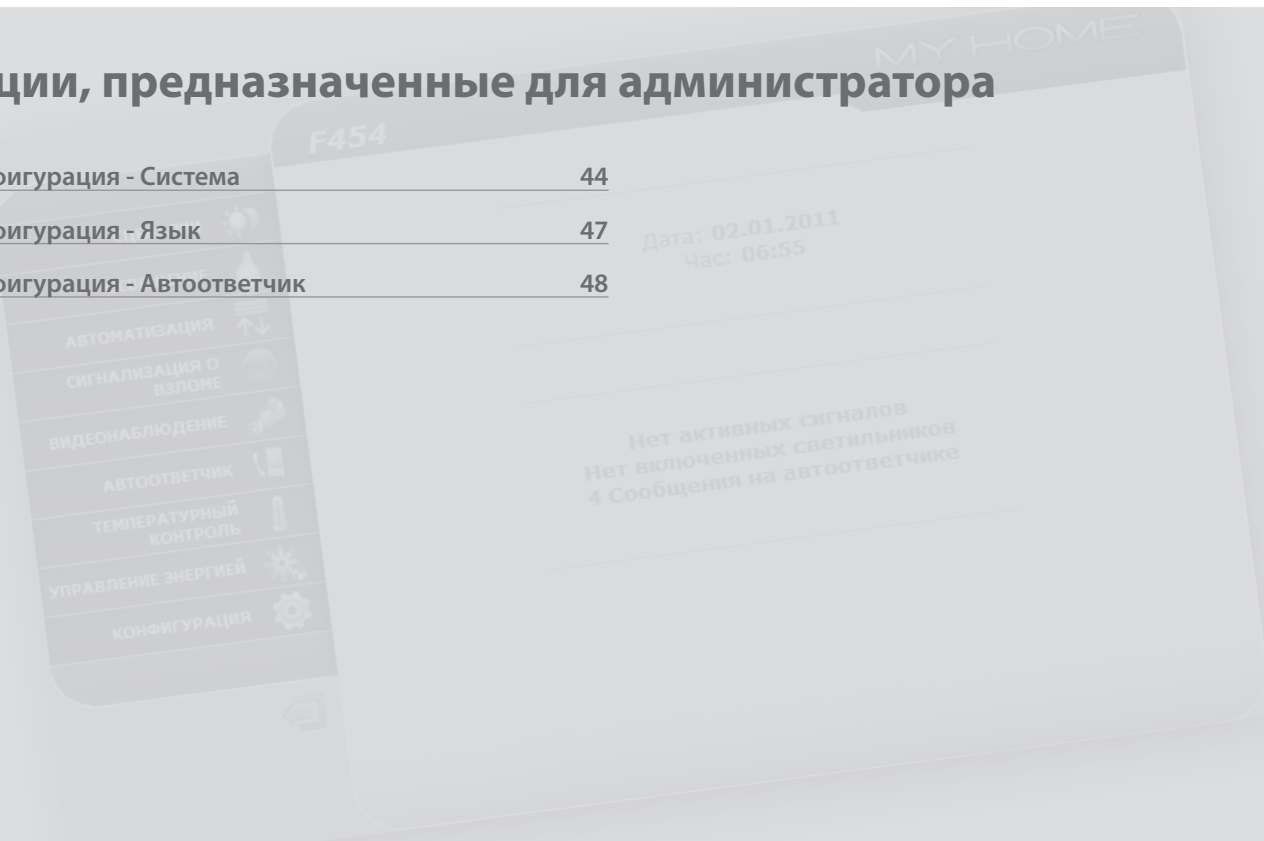 ции, предназначенные для администратора
MY HOME
F454
фигурация - Система 44
фигурация - Язык 47
фигурация - Автоответчик 48
Дата: 02.01.2011
Час: 06:55
АВТОМАТИЗАЦИЯ
СИГНАЛИЗАЦИЯ О
ВЗЛОМЕ
ВИДЕОНАБЛЮДЕНИЕ
АВТООТВЕТЧИК
ТЕМПЕРАТУРНЫЙ
КОНТРОЛЬ
УПРАВЛЕНИЕ ЭНЕРГИЕЙ
КОНФИГУРАЦИЯ
Нет активных сигналов
Нет включенных светильников
4 Сообщения на автоответчике